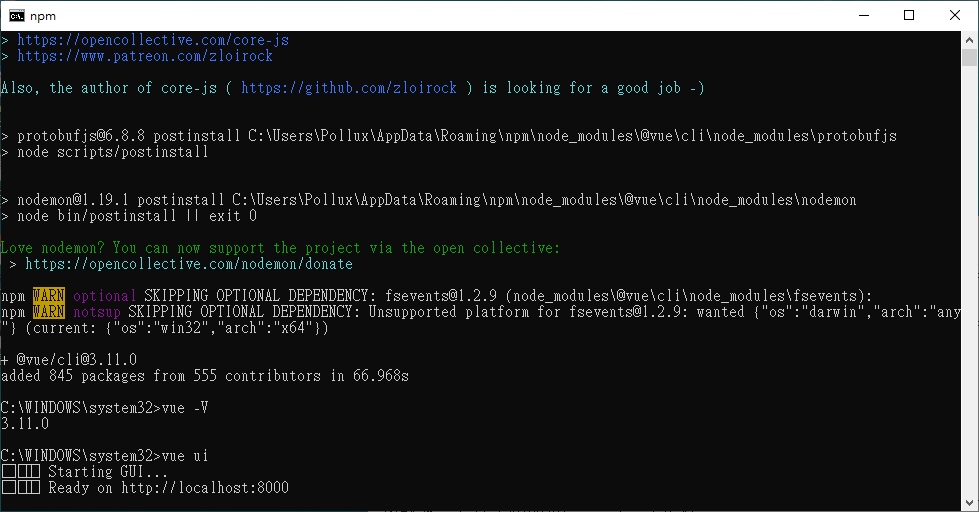 npm
> https://opencollective.com/core-js
> https://www.patreon.com/zloirock
Also, the author of core-js ( https://github.com/zloirock ) is looking for a good job -)
> protobufjs@6.8.8 postinstall C:\Users\Pollux\AppData\Roaming\npm\node_modules\@vue\cli\node_modules\protobufjs
> node scripts/postinstall
> nodemon@1.19.1 postinstall C:\Users\Pollux\AppData\Roaming\npm\node_modules\@vue\cli\node_modules\nodemon
> node bin/postinstall || exit 0
Love nodemon? You can now support the project via the open collective:
 > https://opencollective.com/nodemon/donate
npm WARN optional SKIPPING OPTIONAL DEPENDENCY: fsevents@1.2.9 (node_modules\@vue\cli\node_modules\fsevents):
npm WARN notsup SKIPPING OPTIONAL DEPENDENCY: Unsupported platform for fsevents@1.2.9: wanted {"os":"darwin","arch":"any
"} (current: {"os":"win32","arch":"x64"})
+ @vue/cli@3.11.0
added 845 packages from 555 contributors in 66.968s
C:\WINDOWS\system32>vue -V
3.11.0
C:\WINDOWS\system32>vue ui
Starting GUI...
Ready on http://localhost:8000